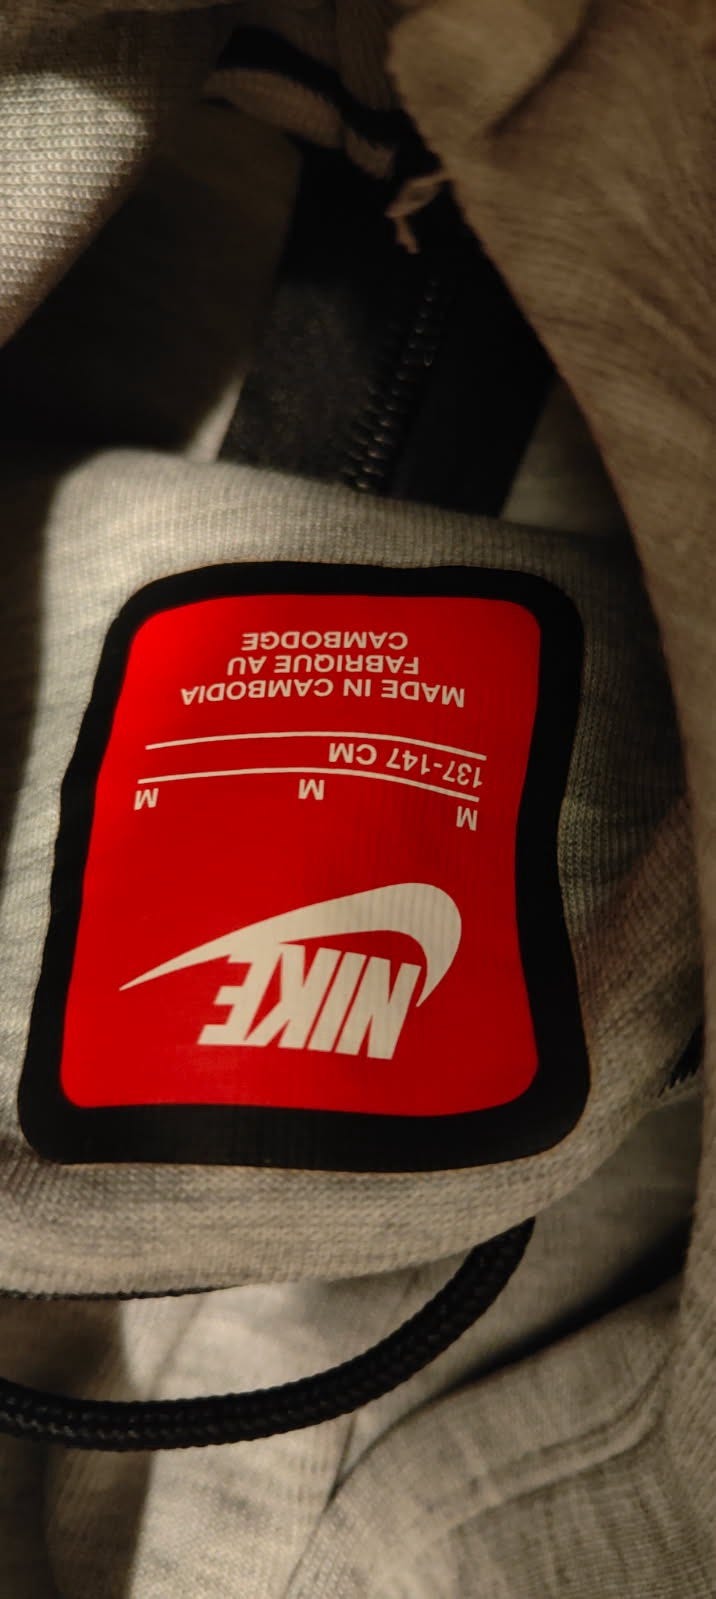 NIKE
M M M
137-147 CM
MADE IN CAMBODIA
FABRIQUE AU
CAMBODGE